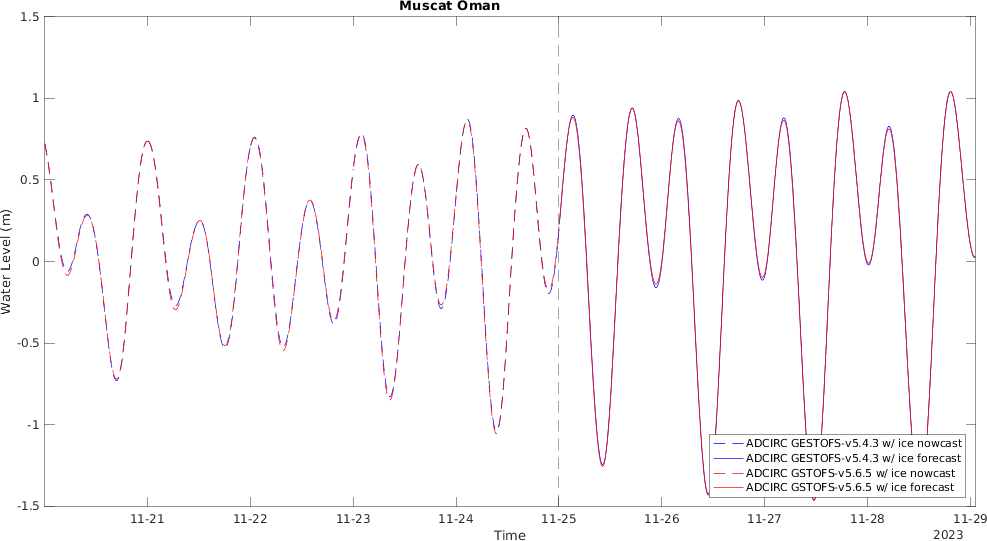 Muscat Oman
1.5
1
0.5
0
-0.5
-1
-1.5
Water Level (m)
ADCIRC GESTOFS-v5.4.3 w/ ice nowcast
ADCIRC GESTOFS-v5.4.3 w/ ice forecast
ADCIRC GSTOFS-v5.6.5 w/ ice nowcast
ADCIRC GSTOFS-v5.6.5 w/ ice forecast
11-21 11-22 11-23 11-24 11-25 11-26 11-27 11-28 11-29
Time
2023